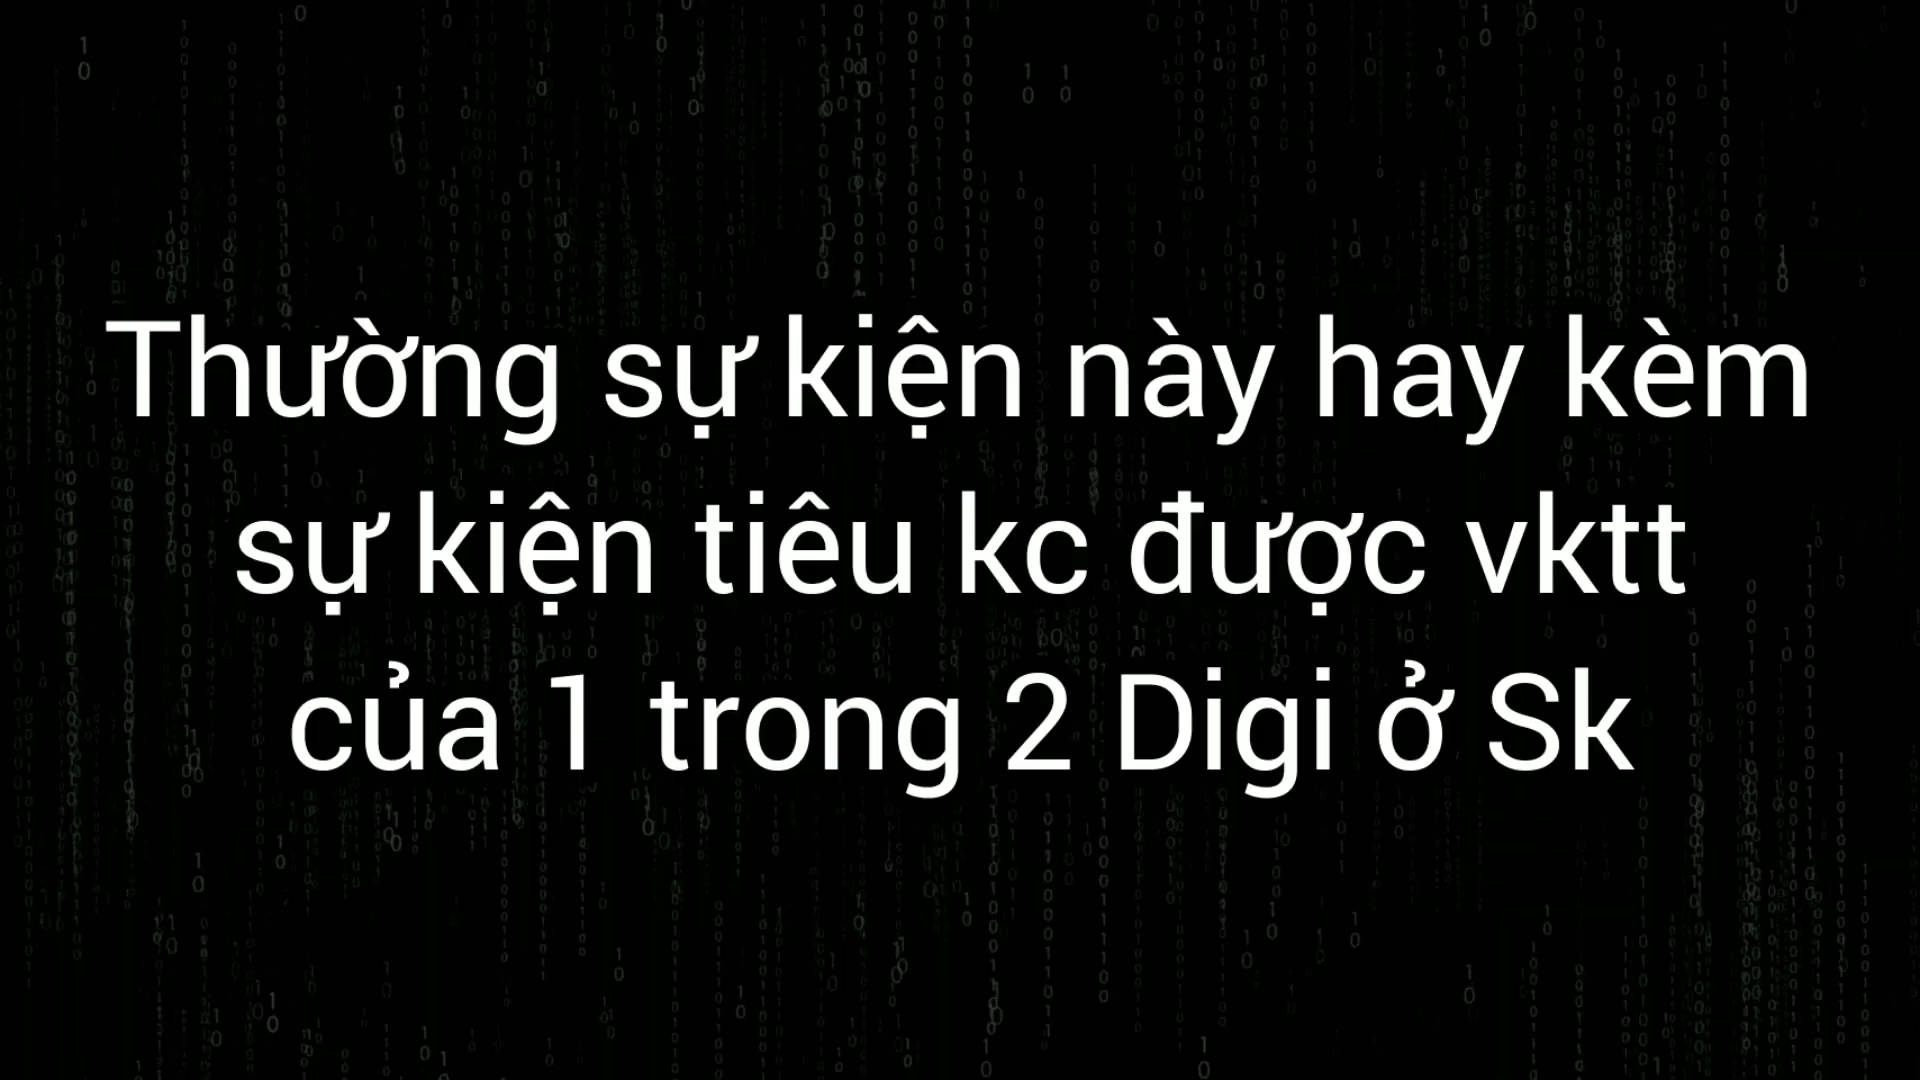 Thường sự kiện này hay kèm
sự kiện tiêu kc được vktt
của 1 trong 2 Digi ở Sk